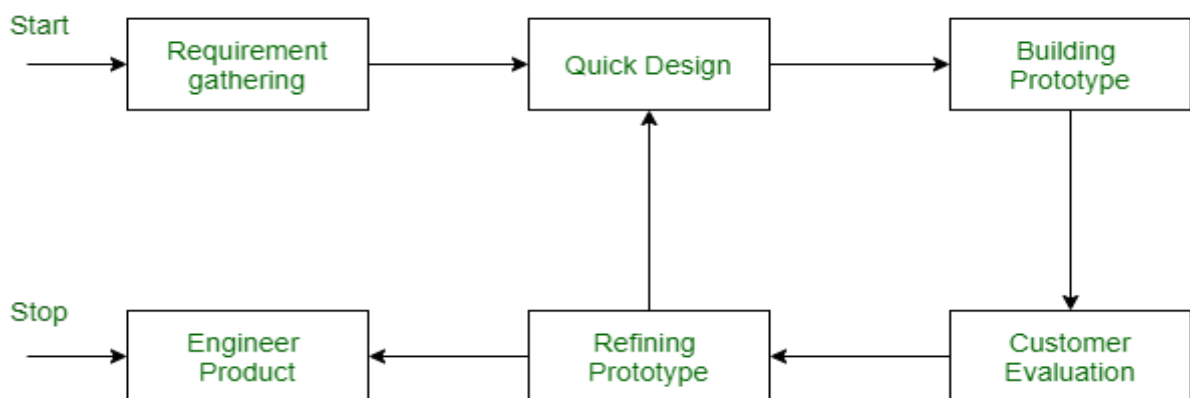 Start
Requirement
gathering
Quick Design
Building
Prototype
Stop
Engineer
Product
Refining
Prototype
Customer
Evaluation